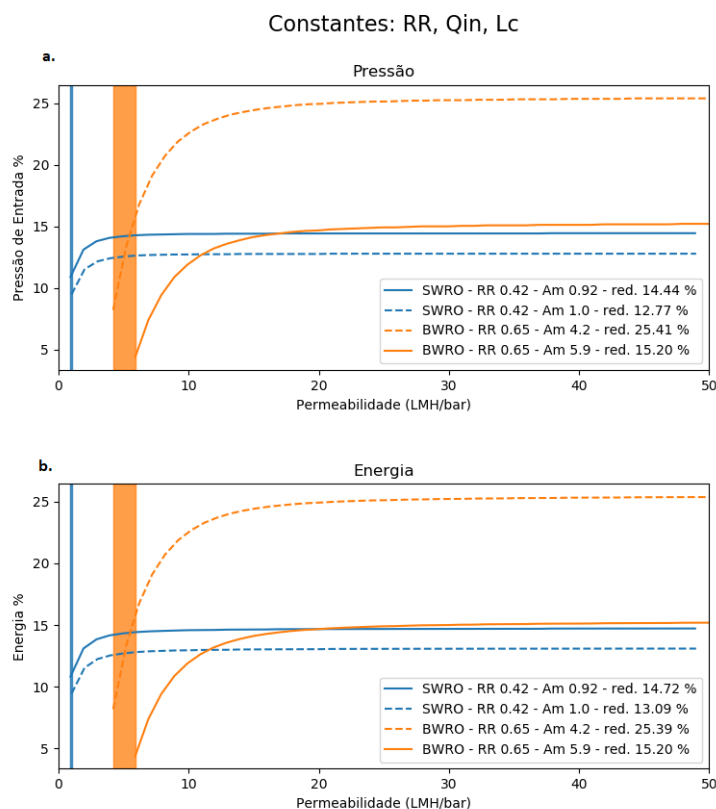 Constantes: RR, Qin, Lc
a.
Pressão
Pressão de Entrada %
25
20
15
10
5
SWRO - RR 0.42 - Am 0.92 - red. 14.44 %
SWRO - RR 0.42 - Am 1.0 - red. 12.77 %
BWRO - RR 0.65 - Am 4.2 - red. 25.41 %
BWRO - RR 0.65 - Am 5.9 - red. 15.20 %
0 10 20 30 40 50
Permeabilidade (LMH/bar)
b.
Energia
Energia %
25
20
15
10
5
SWRO - RR 0.42 - Am 0.92 - red. 14.72 %
SWRO - RR 0.42 - Am 1.0 - red. 13.09 %
BWRO - RR 0.65 - Am 4.2 - red. 25.39 %
BWRO - RR 0.65 - Am 5.9 - red. 15.20 %
0 10 20 30 40 50
Permeabilidade (LMH/bar)